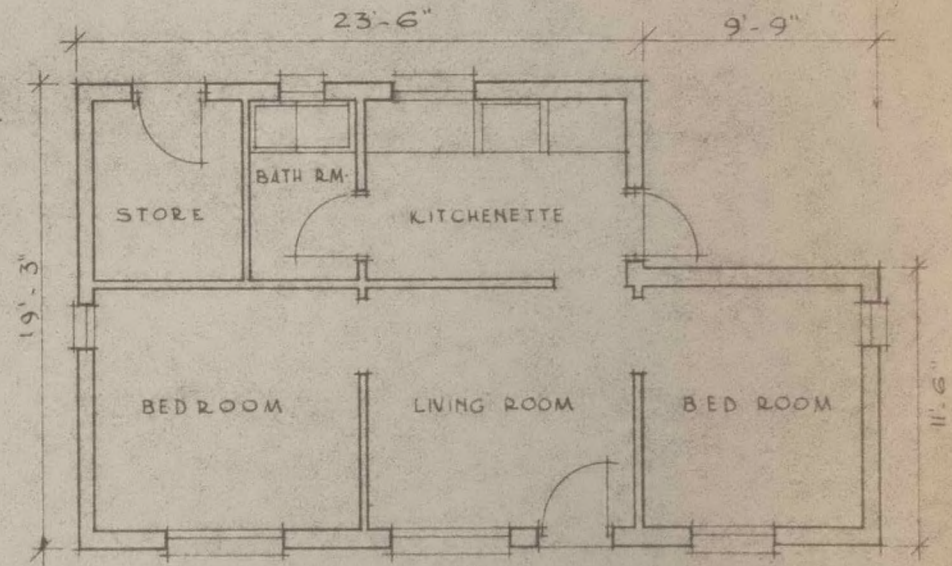 23'-6"
9'-9"
BATH RM.
STORE
KITCHENETTE
19'-3"
BEDROOM
LIVING ROOM
BED ROOM
11'6"